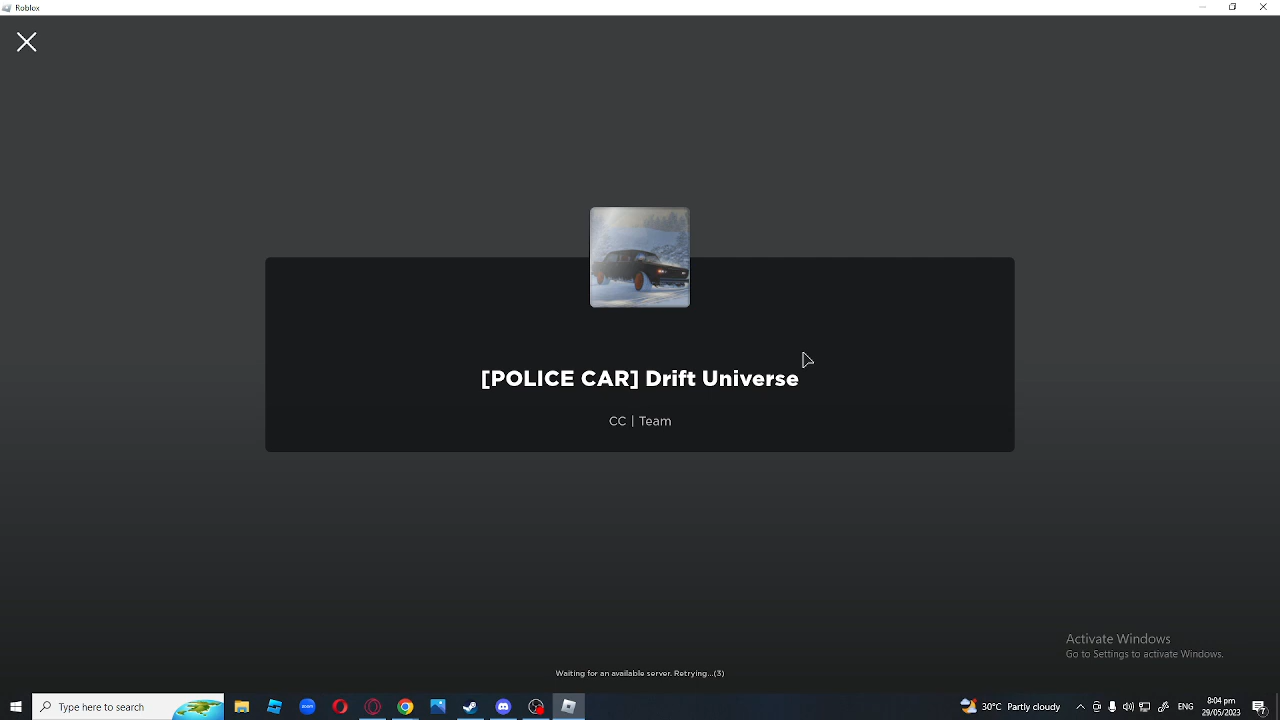 Roblox
[POLICE CAR] Drift Universe
CC | Team
Activate Windows
Go to Settings to activate Windows.
Waiting for an available server. Retrying...(3)
Type here to search
zoom
30°C Partly cloudy
ENG
8:04 pm
29/05/2023